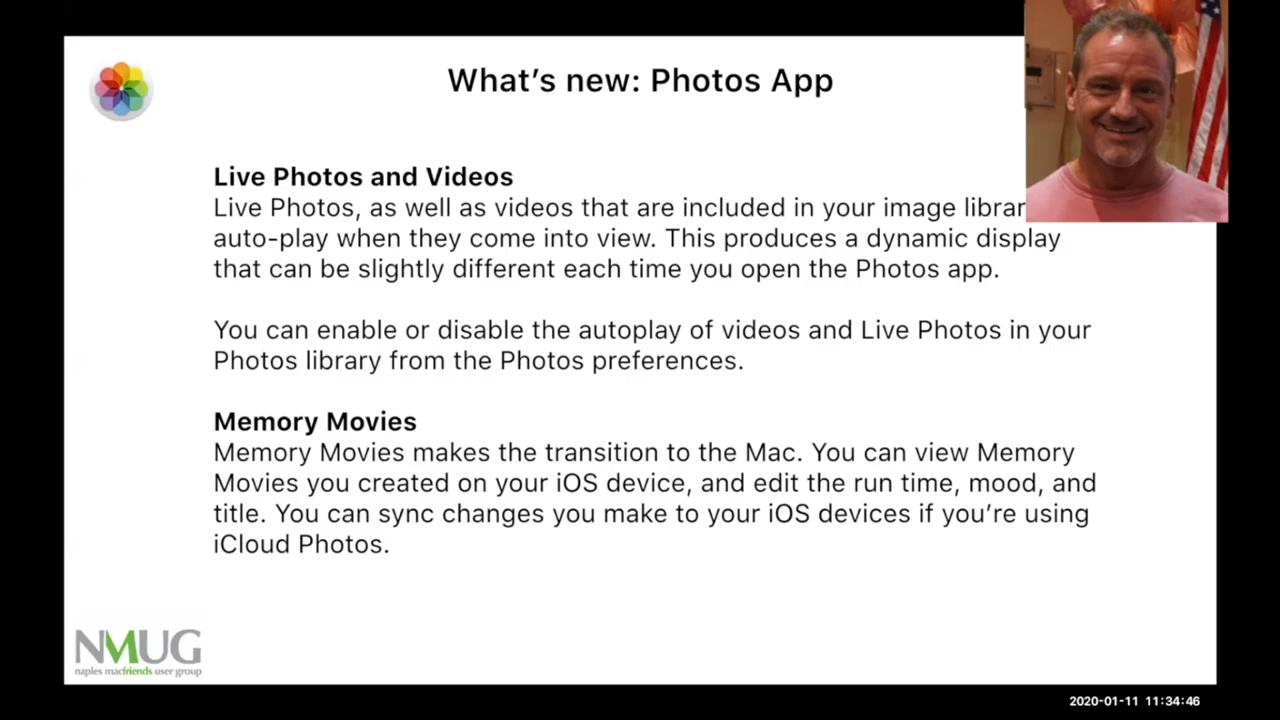 What's new: Photos App
Live Photos and Videos
Live Photos, as well as videos that are included in your image
auto-play when they come into view. This produces a dynamic display
that can be slightly different each time you open the Photos app.
You can enable or disable the autoplay of videos and Live Photos in your
Photos library from the Photos preferences.
Memory Movies
Memory Movies makes the transition to the Mac. You can view Memory
Movies you created on your iOS device, and edit the run time, mood, and
title. You can sync changes you make to your iOS devices if you're using
iCloud Photos.
NMUG
naples macfriends user group
2020-01-11 11:34:46